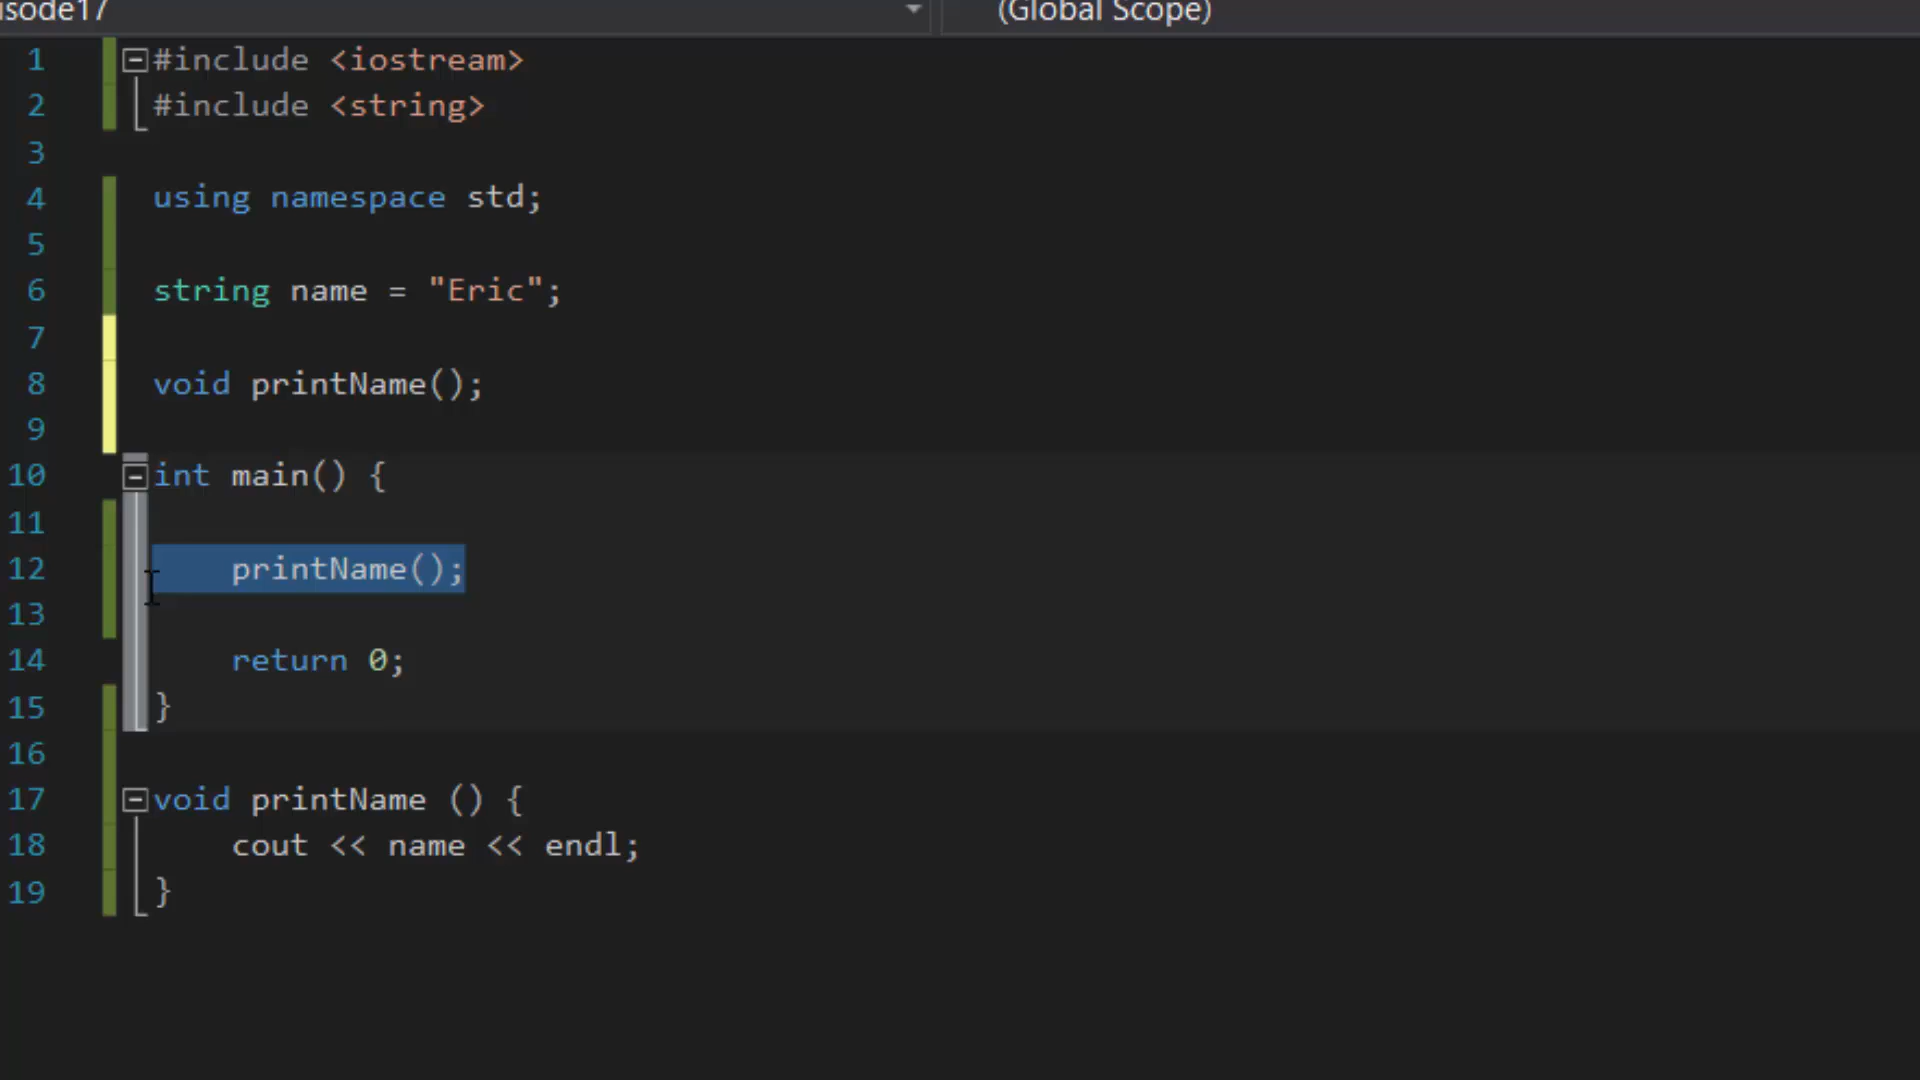 isode17 (Global Scope)
1 #include <iostream>
2 #include <string>
3
4 using namespace std;
5
6 string name = "Eric";
7
8 void printName();
9
10 int main() {
11
12 printName();
13
14 return 0;
15 }
16
17 void printName () {
18 cout << name << endl;
19 }